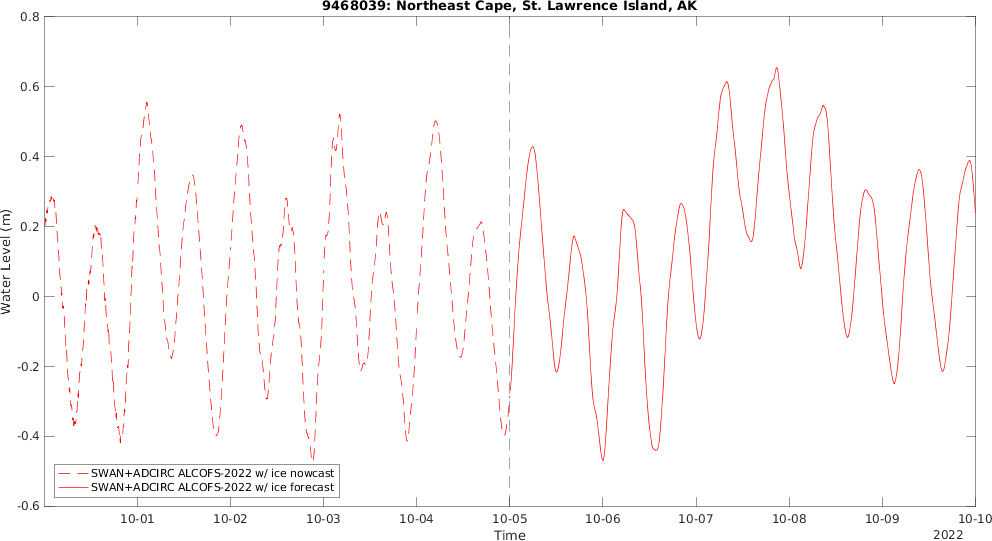 9468039: Northeast Cape, St. Lawrence Island, AK
0.8
0.6
0.4
0.2
0
-0.2
-0.4
-0.6
Water Level (m)
SWAN+ADCIRC ALCOFS-2022 w/ ice nowcast
SWAN+ADCIRC ALCOFS-2022 w/ ice forecast
10-01 10-02 10-03 10-04 10-05 10-06 10-07 10-08 10-09 10-10
Time
2022